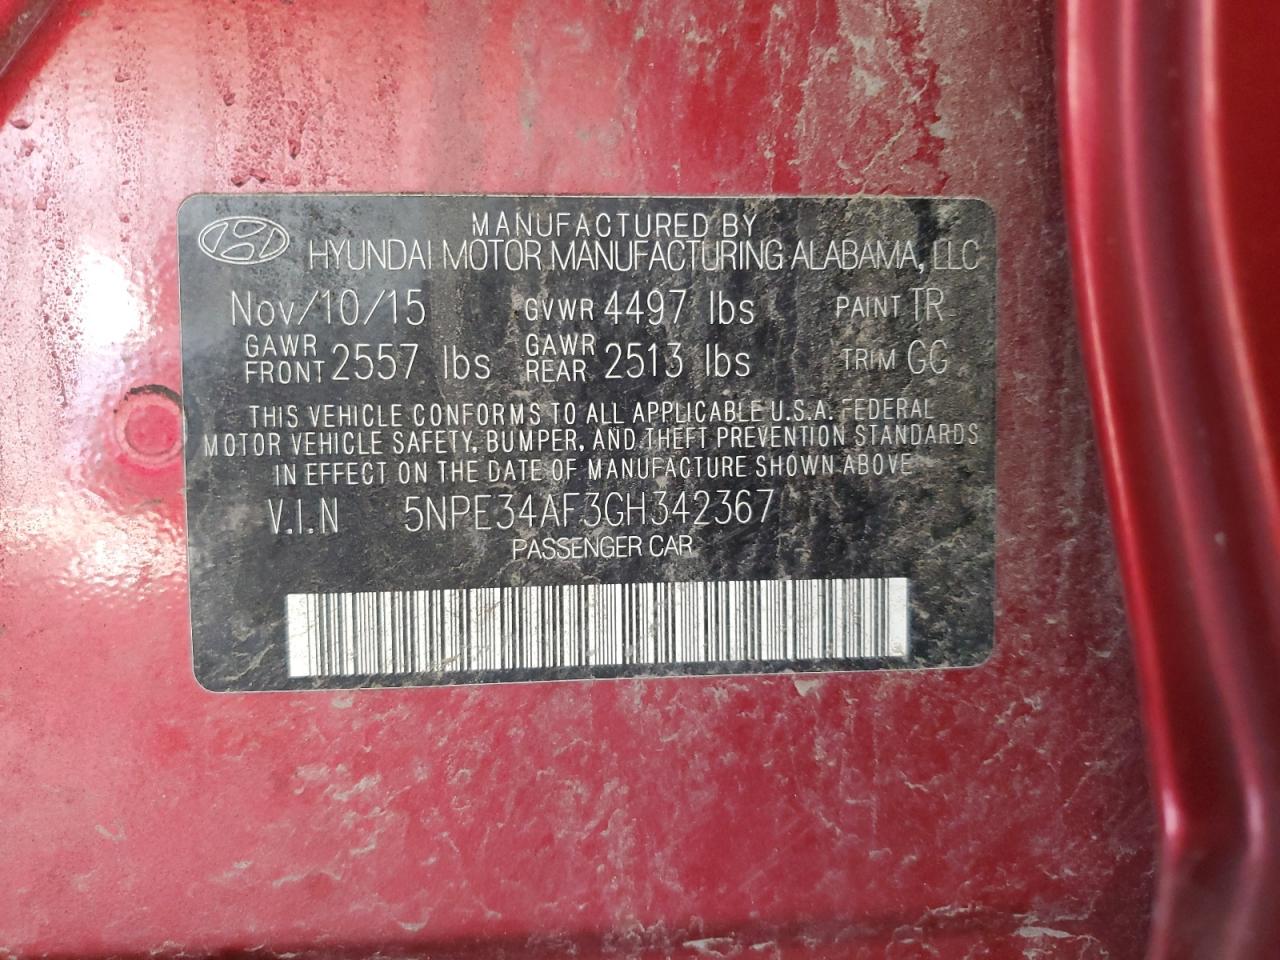 MANUFACTURED BY
HYUNDAI MOTOR MANUFACTURING ALABAMA, LLC
Nov/10/15 GVWR 4497 lbs PAINT TR
GAWR FRONT 2557 lbs GAWR REAR 2513 lbs TRIM GG
THIS VEHICLE CONFORMS TO ALL APPLICABLE U.S.A. FEDERAL
MOTOR VEHICLE SAFETY, BUMPER, AND THEFT PREVENTION STANDARDS
IN EFFECT ON THE DATE OF MANUFACTURE SHOWN ABOVE
V.I.N 5NPE34AF3GH342367
PASSENGER CAR